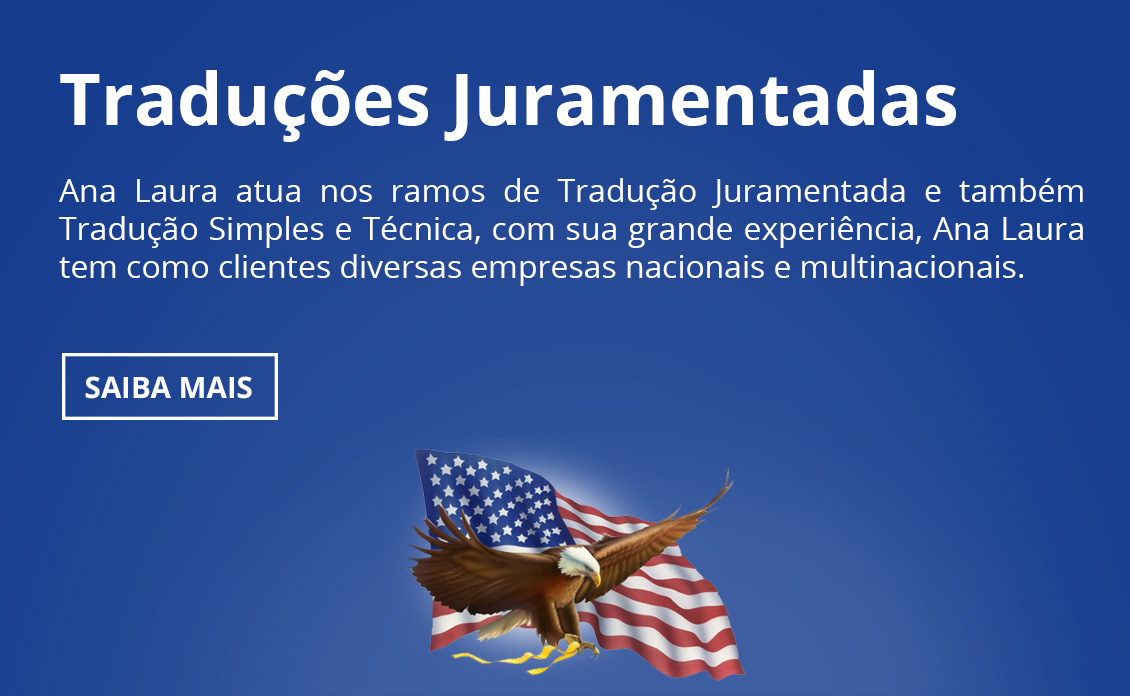 Traduções Juramentadas
Ana Laura atua nos ramos de Tradução Juramentada e também
Tradução Simples e Técnica, com sua grande experiência, Ana Laura
tem como clientes diversas empresas nacionais e multinacionais.
SAIBA MAIS